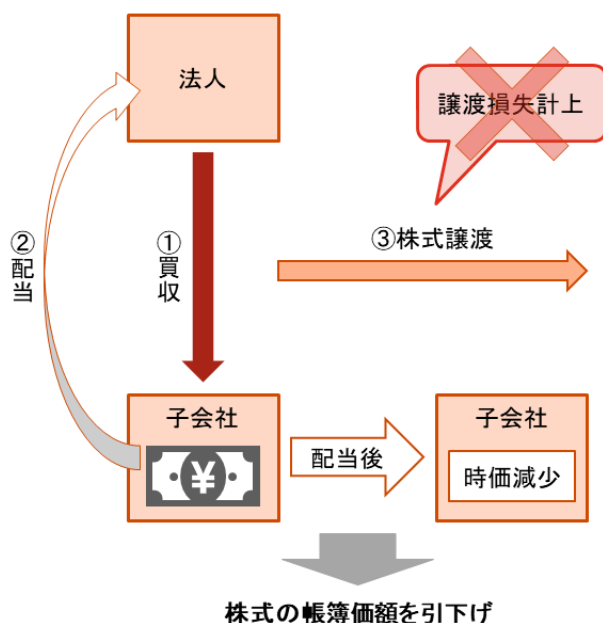 法人
譲渡損失計上
②配当
①買収
③株式譲渡
子会社
¥
配当後
子会社
時価減少
株式の帳簿価額を引下げ